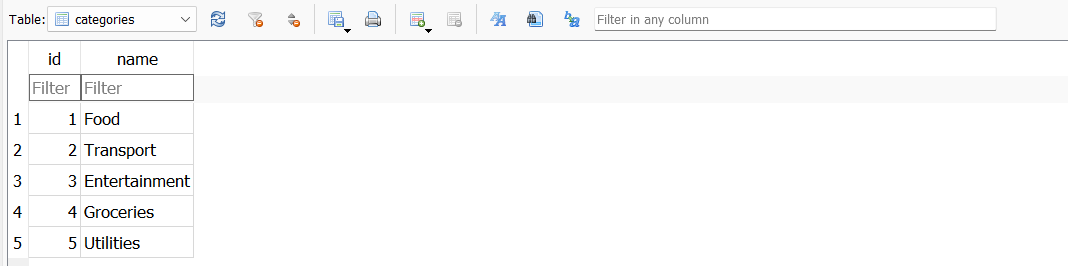 Table: categories Filter in any column
id name
Filter Filter
1 1 Food
2 2 Transport
3 3 Entertainment
4 4 Groceries
5 5 Utilities